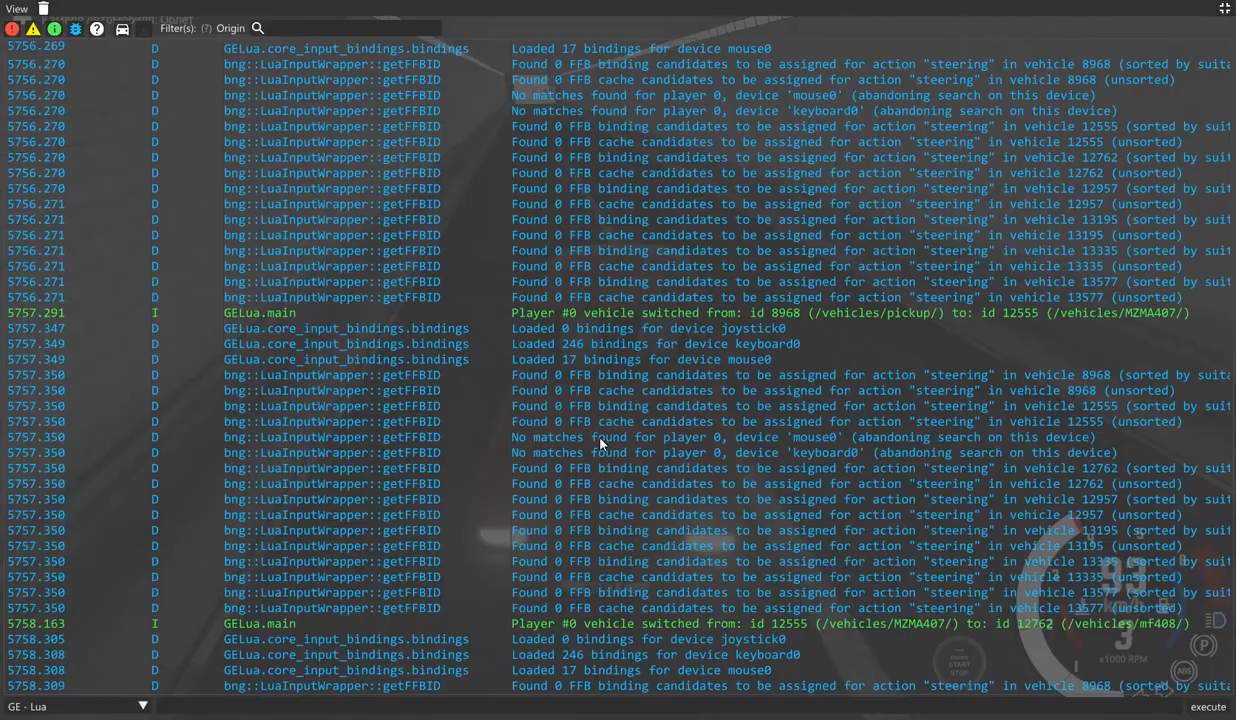 View
Filter(s): (?) Origin
5756.269 D GELua.core_input_bindings.bindings Loaded 17 bindings for device mouse0
5756.270 D bng::LuaInputWrapper::getFFBID Found 0 FFB binding candidates to be assigned for action "steering" in vehicle 8968 (sorted by suita
5756.270 D bng::LuaInputWrapper::getFFBID Found 0 FFB cache candidates to be assigned for action "steering" in vehicle 8968 (unsorted)
5756.270 D bng::LuaInputWrapper::getFFBID No matches found for player 0, device 'mouse0' (abandoning search on this device)
5756.270 D bng::LuaInputWrapper::getFFBID No matches found for player 0, device 'keyboard0' (abandoning search on this device)
5756.270 D bng::LuaInputWrapper::getFFBID Found 0 FFB binding candidates to be assigned for action "steering" in vehicle 12555 (sorted by suit
5756.270 D bng::LuaInputWrapper::getFFBID Found 0 FFB cache candidates to be assigned for action "steering" in vehicle 12555 (unsorted)
5756.270 D bng::LuaInputWrapper::getFFBID Found 0 FFB binding candidates to be assigned for action "steering" in vehicle 12762 (sorted by suit
5756.270 D bng::LuaInputWrapper::getFFBID Found 0 FFB cache candidates to be assigned for action "steering" in vehicle 12762 (unsorted)
5756.270 D bng::LuaInputWrapper::getFFBID Found 0 FFB binding candidates to be assigned for action "steering" in vehicle 12957 (sorted by suit
5756.271 D bng::LuaInputWrapper::getFFBID Found 0 FFB cache candidates to be assigned for action "steering" in vehicle 12957 (unsorted)
5756.271 D bng::LuaInputWrapper::getFFBID Found 0 FFB binding candidates to be assigned for action "steering" in vehicle 13195 (sorted by suit
5756.271 D bng::LuaInputWrapper::getFFBID Found 0 FFB cache candidates to be assigned for action "steering" in vehicle 13195 (unsorted)
5756.271 D bng::LuaInputWrapper::getFFBID Found 0 FFB binding candidates to be assigned for action "steering" in vehicle 13335 (sorted by suit
5756.271 D bng::LuaInputWrapper::getFFBID Found 0 FFB cache candidates to be assigned for action "steering" in vehicle 13335 (unsorted)
5756.271 D bng::LuaInputWrapper::getFFBID Found 0 FFB binding candidates to be assigned for action "steering" in vehicle 13577 (sorted by suit
5756.271 D bng::LuaInputWrapper::getFFBID Found 0 FFB cache candidates to be assigned for action "steering" in vehicle 13577 (unsorted)
5757.291 I GELua.main Player #0 vehicle switched from: id 8968 (/vehicles/pickup/) to: id 12555 (/vehicles/MZMA407/)
5757.347 D GELua.core_input_bindings.bindings Loaded 0 bindings for device joystick0
5757.349 D GELua.core_input_bindings.bindings Loaded 246 bindings for device keyboard0
5757.349 D GELua.core_input_bindings.bindings Loaded 17 bindings for device mouse0
5757.350 D bng::LuaInputWrapper::getFFBID Found 0 FFB binding candidates to be assigned for action "steering" in vehicle 8968 (sorted by suita
5757.350 D bng::LuaInputWrapper::getFFBID Found 0 FFB cache candidates to be assigned for action "steering" in vehicle 8968 (unsorted)
5757.350 D bng::LuaInputWrapper::getFFBID Found 0 FFB binding candidates to be assigned for action "steering" in vehicle 12555 (sorted by suit
5757.350 D bng::LuaInputWrapper::getFFBID Found 0 FFB cache candidates to be assigned for action "steering" in vehicle 12555 (unsorted)
5757.350 D bng::LuaInputWrapper::getFFBID No matches found for player 0, device 'mouse0' (abandoning search on this device)
5757.350 D bng::LuaInputWrapper::getFFBID No matches found for player 0, device 'keyboard0' (abandoning search on this device)
5757.350 D bng::LuaInputWrapper::getFFBID Found 0 FFB binding candidates to be assigned for action "steering" in vehicle 12762 (sorted by suit
5757.350 D bng::LuaInputWrapper::getFFBID Found 0 FFB cache candidates to be assigned for action "steering" in vehicle 12762 (unsorted)
5757.350 D bng::LuaInputWrapper::getFFBID Found 0 FFB binding candidates to be assigned for action "steering" in vehicle 12957 (sorted by suit
5757.350 D bng::LuaInputWrapper::getFFBID Found 0 FFB cache candidates to be assigned for action "steering" in vehicle 12957 (unsorted)
5757.350 D bng::LuaInputWrapper::getFFBID Found 0 FFB binding candidates to be assigned for action "steering" in vehicle 13195 (sorted by suit
5757.350 D bng::LuaInputWrapper::getFFBID Found 0 FFB cache candidates to be assigned for action "steering" in vehicle 13195 (unsorted)
5757.350 D bng::LuaInputWrapper::getFFBID Found 0 FFB binding candidates to be assigned for action "steering" in vehicle 13335 (sorted by suit
5757.350 D bng::LuaInputWrapper::getFFBID Found 0 FFB cache candidates to be assigned for action "steering" in vehicle 13335 (unsorted)
5757.350 D bng::LuaInputWrapper::getFFBID Found 0 FFB binding candidates to be assigned for action "steering" in vehicle 13577 (sorted by suit
5757.350 D bng::LuaInputWrapper::getFFBID Found 0 FFB cache candidates to be assigned for action "steering" in vehicle 13577 (unsorted)
5758.163 I GELua.main Player #0 vehicle switched from: id 12555 (/vehicles/MZMA407/) to: id 12762 (/vehicles/mf408/)
5758.305 D GELua.core_input_bindings.bindings Loaded 0 bindings for device joystick0
5758.308 D GELua.core_input_bindings.bindings Loaded 246 bindings for device keyboard0
5758.308 D GELua.core_input_bindings.bindings Loaded 17 bindings for device mouse0
5758.309 D bng::LuaInputWrapper::getFFBID Found 0 FFB binding candidates to be assigned for action "steering" in vehicle 8968 (sorted by suita
93
km/h
3
x1000 RPM
START
STOP
ABS
GE - Lua
execute